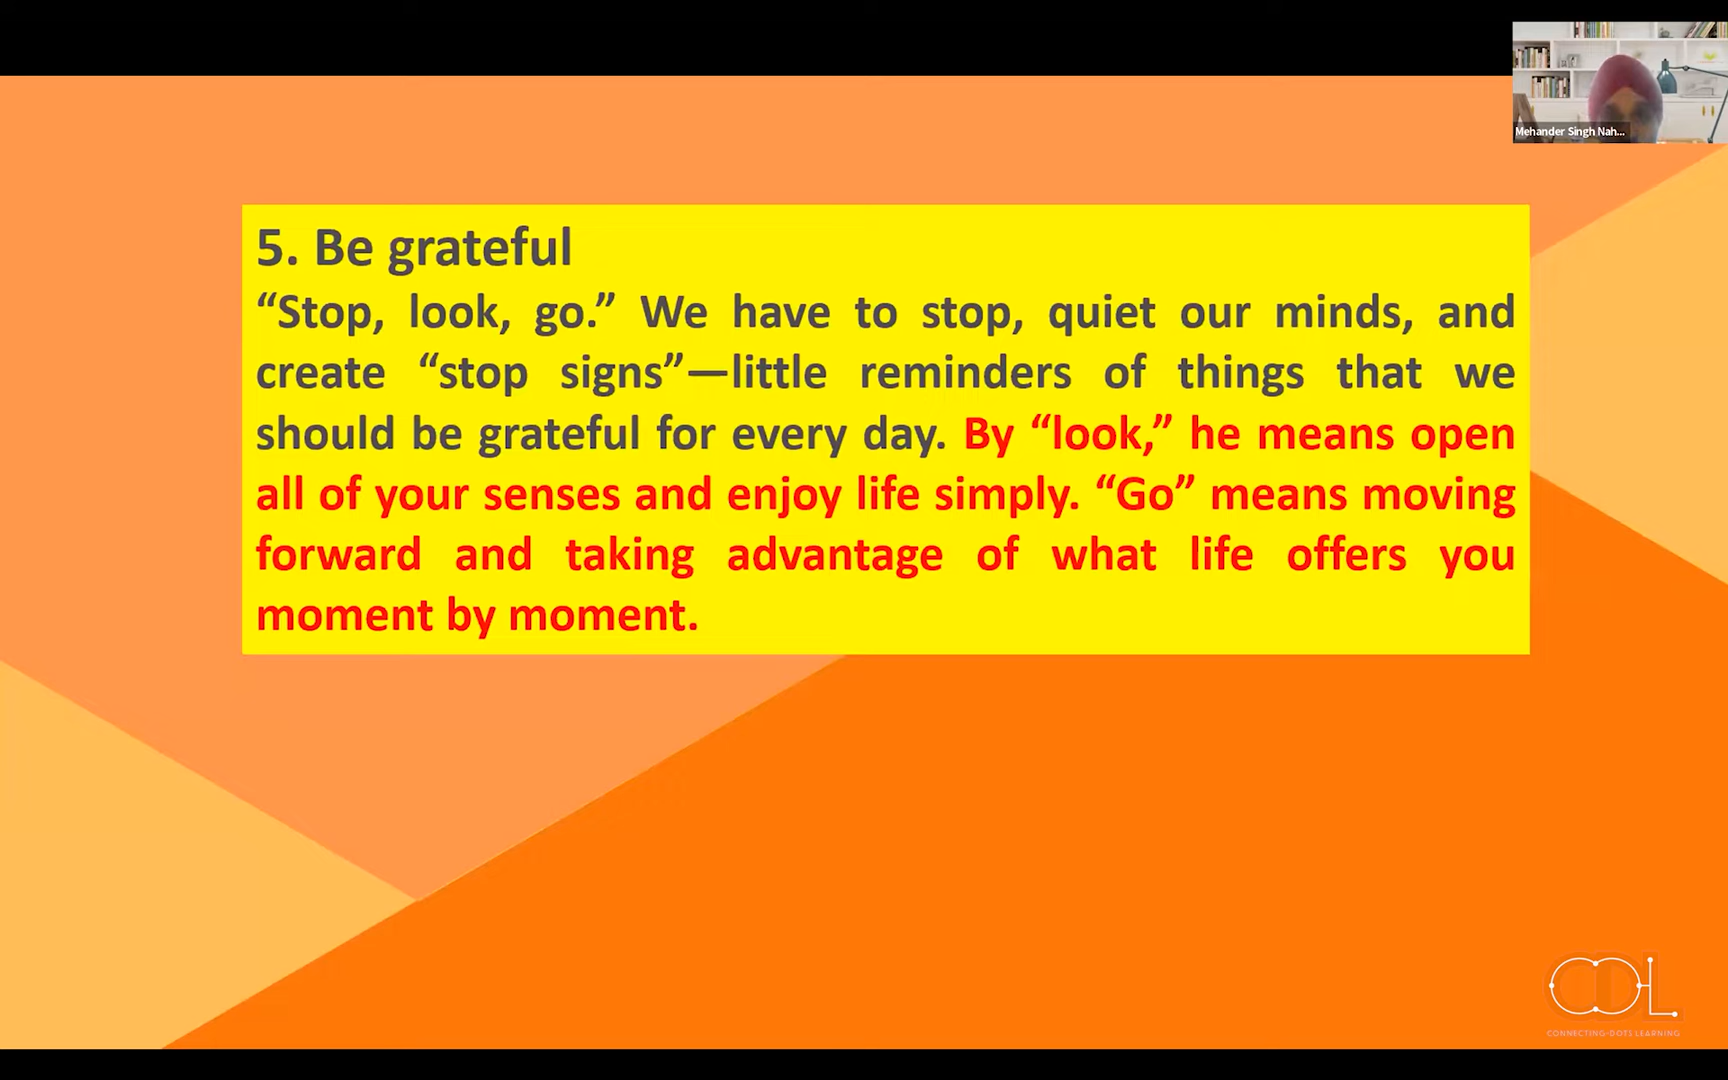 Mehander Singh Nah...
5. Be grateful
“Stop, look, go.” We have to stop, quiet our minds, and
create “stop signs”—little reminders of things that we
should be grateful for every day. By “look,” he means open
all of your senses and enjoy life simply. “Go” means moving
forward and taking advantage of what life offers you
moment by moment.
CDL
CONNECTING-DOTS LEARNING